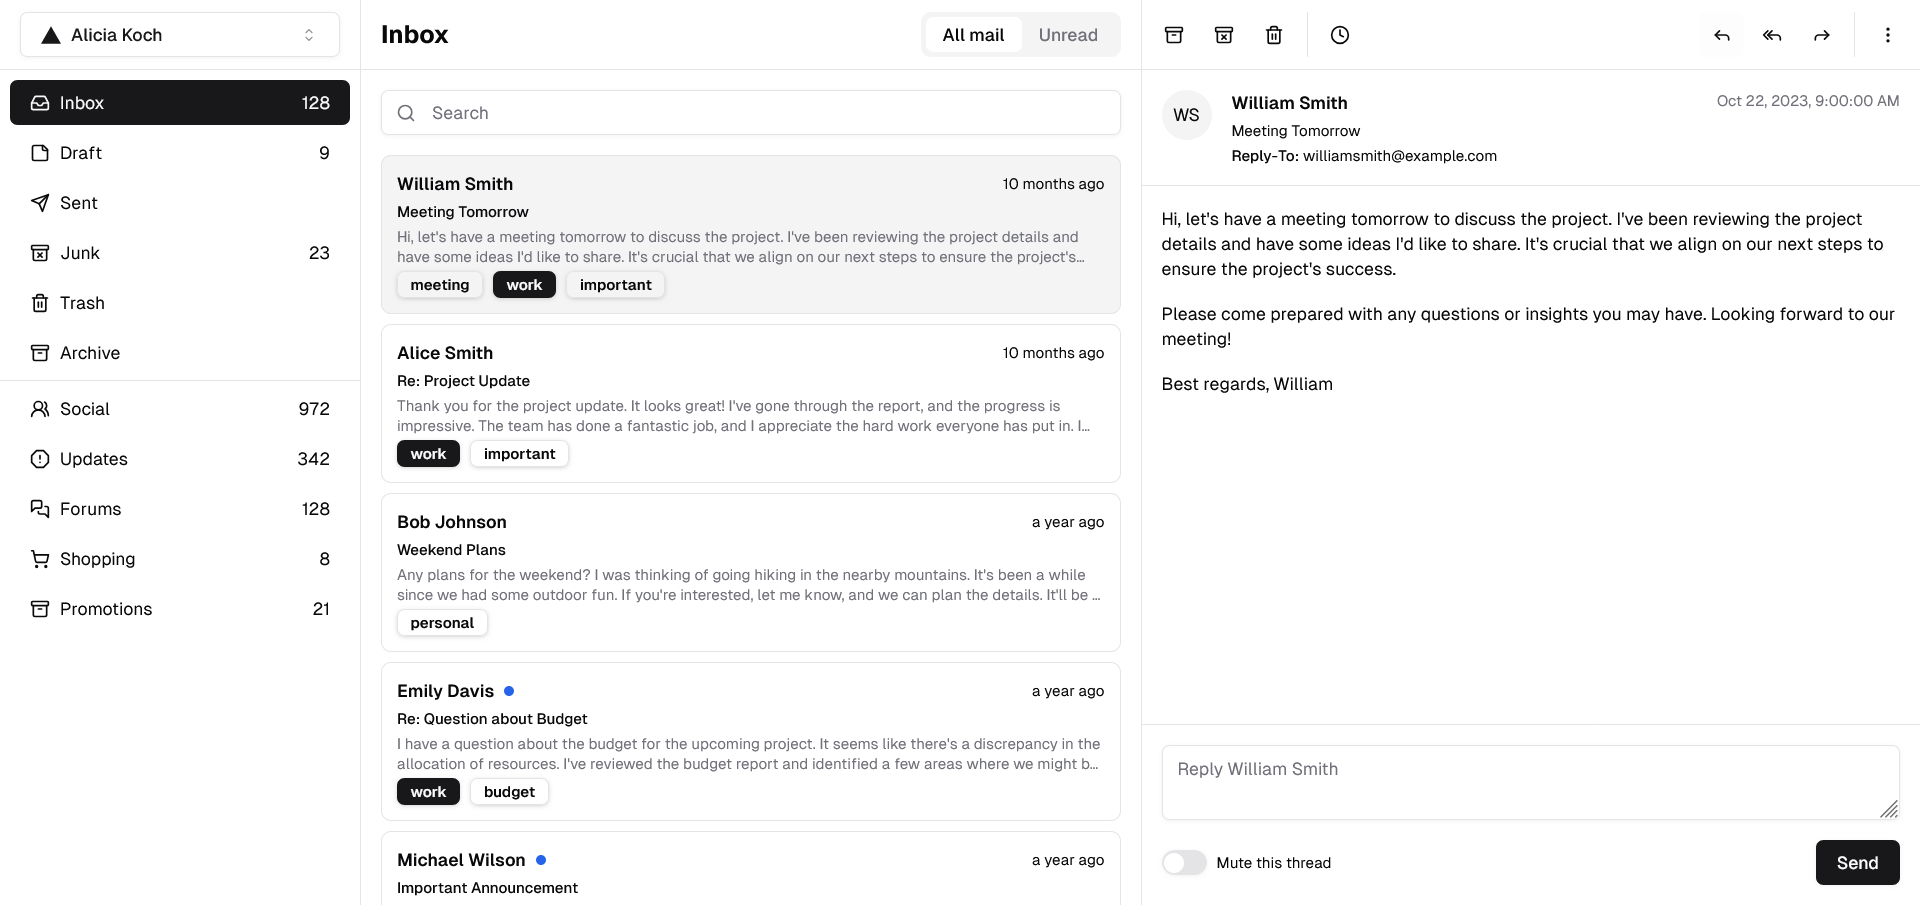 Alicia Koch
Inbox 128
Draft 9
Sent
Junk 23
Trash
Archive
Social 972
Updates 342
Forums 128
Shopping 8
Promotions 21
Inbox
All mail Unread
Search
William Smith 10 months ago
Meeting Tomorrow
Hi, let's have a meeting tomorrow to discuss the project. I've been reviewing the project details and
have some ideas I'd like to share. It's crucial that we align on our next steps to ensure the project's…
meeting work important
Alice Smith 10 months ago
Re: Project Update
Thank you for the project update. It looks great! I've gone through the report, and the progress is
impressive. The team has done a fantastic job, and I appreciate the hard work everyone has put in. I…
work important
Bob Johnson a year ago
Weekend Plans
Any plans for the weekend? I was thinking of going hiking in the nearby mountains. It's been a while
since we had some outdoor fun. If you're interested, let me know, and we can plan the details. It'll be …
personal
Emily Davis a year ago
Re: Question about Budget
I have a question about the budget for the upcoming project. It seems like there's a discrepancy in the
allocation of resources. I've reviewed the budget report and identified a few areas where we might b…
work budget
Michael Wilson a year ago
Important Announcement
WS
William Smith Oct 22, 2023, 9:00:00 AM
Meeting Tomorrow
Reply-To: williamsmith@example.com
Hi, let's have a meeting tomorrow to discuss the project. I've been reviewing the project
details and have some ideas I'd like to share. It's crucial that we align on our next steps to
ensure the project's success.
Please come prepared with any questions or insights you may have. Looking forward to our
meeting!
Best regards, William
Reply William Smith
Mute this thread
Send